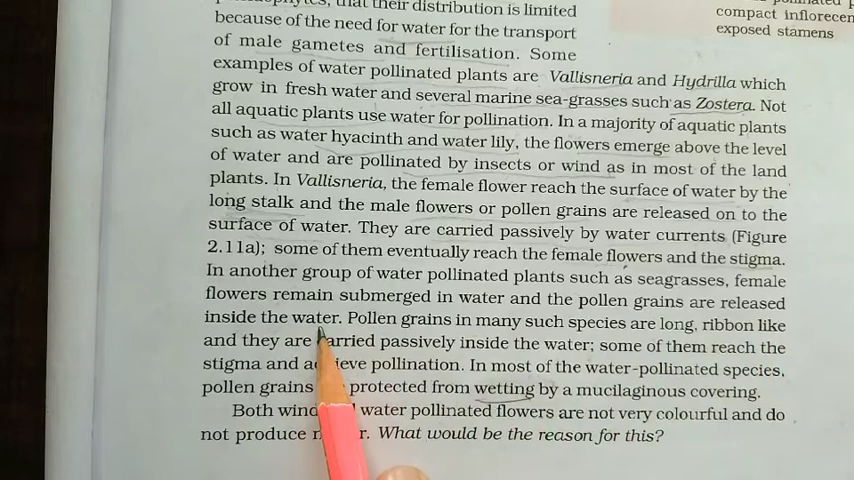 that their distribution is limited
because of the need for water for the transport
of male gametes and fertilisation. Some
examples of water pollinated plants are Vallisneria and Hydrilla which
grow in fresh water and several marine sea-grasses such as Zostera. Not
all aquatic plants use water for pollination. In a majority of aquatic plants
such as water hyacinth and water lily, the flowers emerge above the level
of water and are pollinated by insects or wind as in most of the land
plants. In Vallisneria, the female flower reach the surface of water by the
long stalk and the male flowers or pollen grains are released on to the
surface of water. They are carried passively by water currents (Figure
2.11a); some of them eventually reach the female flowers and the stigma.
In another group of water pollinated plants such as seagrasses, female
flowers remain submerged in water and the pollen grains are released
inside the water. Pollen grains in many such species are long, ribbon like
and they are carried passively inside the water; some of them reach the
stigma and achieve pollination. In most of the water-pollinated species,
pollen grains protected from wetting by a mucilaginous covering.
Both wind water pollinated flowers are not very colourful and do
not produce What would be the reason for this?
compact
exposed stamens